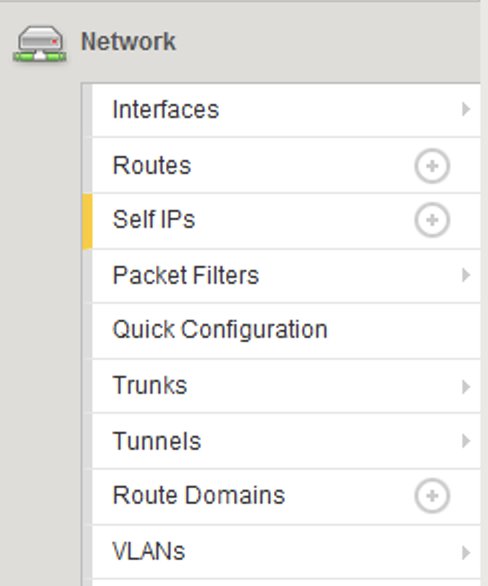 Network
Interfaces
Routes
Self IPs
Packet Filters
Quick Configuration
Trunks
Tunnels
Route Domains
VLANs